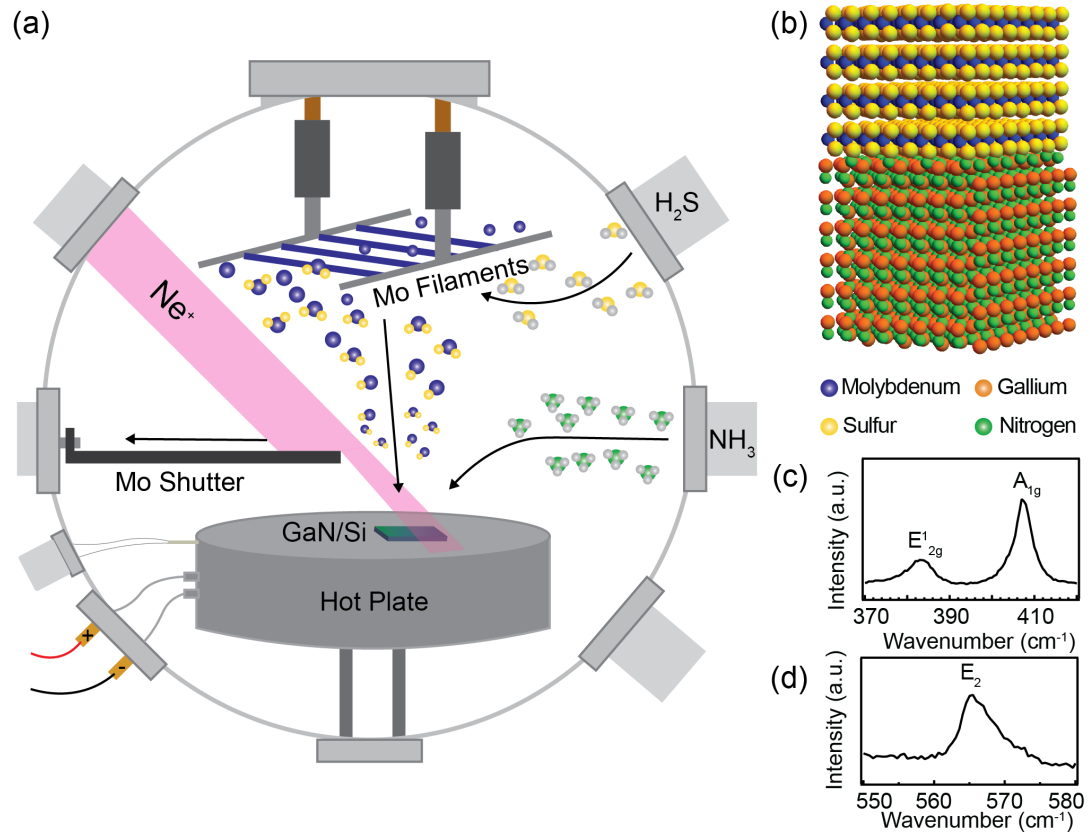 (a)
H₂S
Ne⁺
Mo Filaments
NH₃
Mo Shutter
GaN/Si
Hot Plate
+
-
(b)
Molybdenum
Gallium
Sulfur
Nitrogen
(c)
Intensity (a.u.)
E¹₂g
A₁g
370 390 410
Wavenumber (cm⁻¹)
(d)
Intensity (a.u.)
E₂
550 560 570 580
Wavenumber (cm⁻¹)